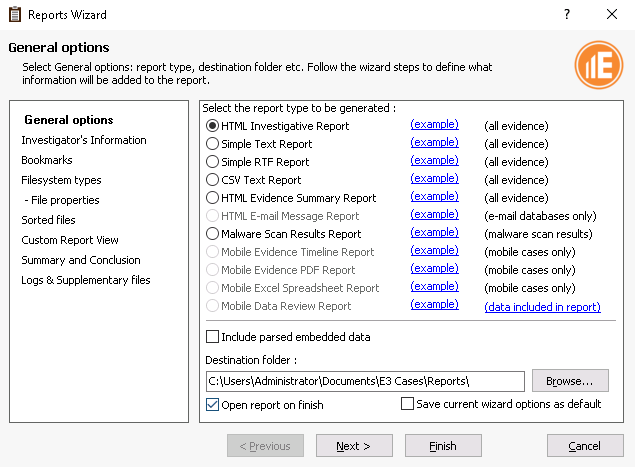 Reports Wizard
General options
Select General options: report type, destination folder etc. Follow the wizard steps to define what
information will be added to the report.
E
General options
Investigator's Information
Bookmarks
Filesystem types
- File properties
Sorted files
Custom Report View
Summary and Conclusion
Logs & Supplementary files
Select the report type to be generated :
HTML Investigative Report (example) (all evidence)
Simple Text Report (example) (all evidence)
Simple RTF Report (example) (all evidence)
CSV Text Report (example) (all evidence)
HTML Evidence Summary Report (example) (all evidence)
HTML E-mail Message Report (e-mail databases only)
Malware Scan Results Report (example) (malware scan results)
Mobile Evidence Timeline Report (example) (mobile cases only)
Mobile Evidence PDF Report (example) (mobile cases only)
Mobile Excel Spreadsheet Report (example) (mobile cases only)
Mobile Data Review Report (example) (data included in report)
Include parsed embedded data
Destination folder :
C:\Users\Administrator\Documents\E3 Cases\Reports\ Browse...
Open report on finish Save current wizard options as default
< Previous Next > Finish Cancel